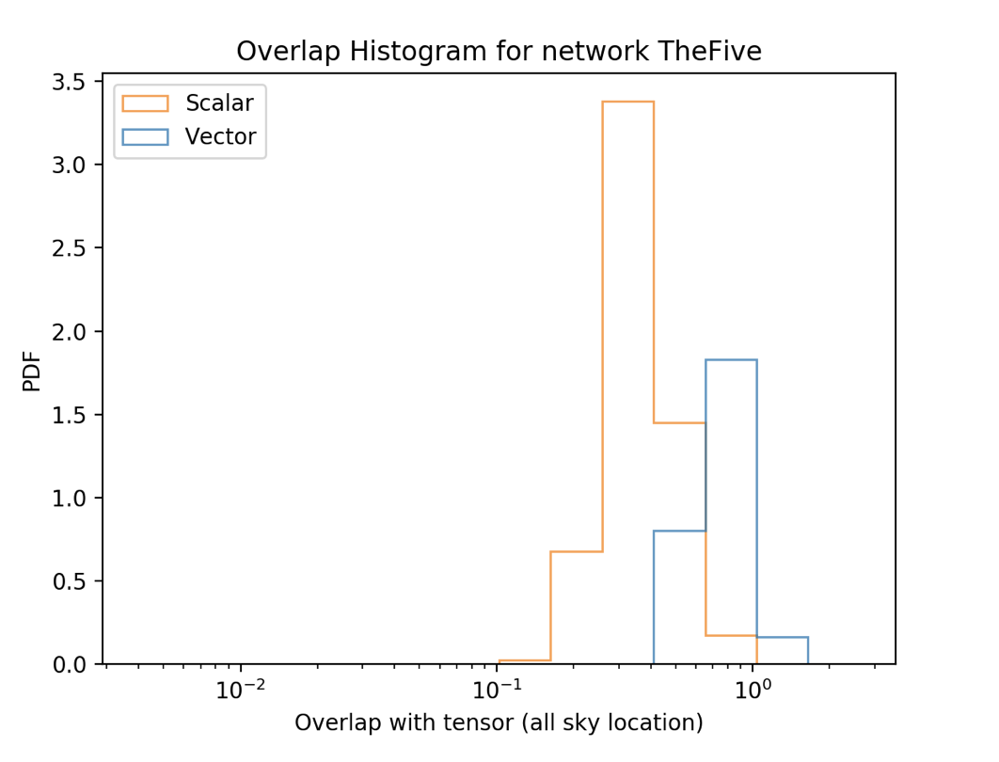 Overlap Histogram for network TheFive
Scalar
Vector
3.5
3.0
2.5
2.0
1.5
1.0
0.5
0.0
PDF
10⁻²
10⁻¹
10⁰
Overlap with tensor (all sky location)